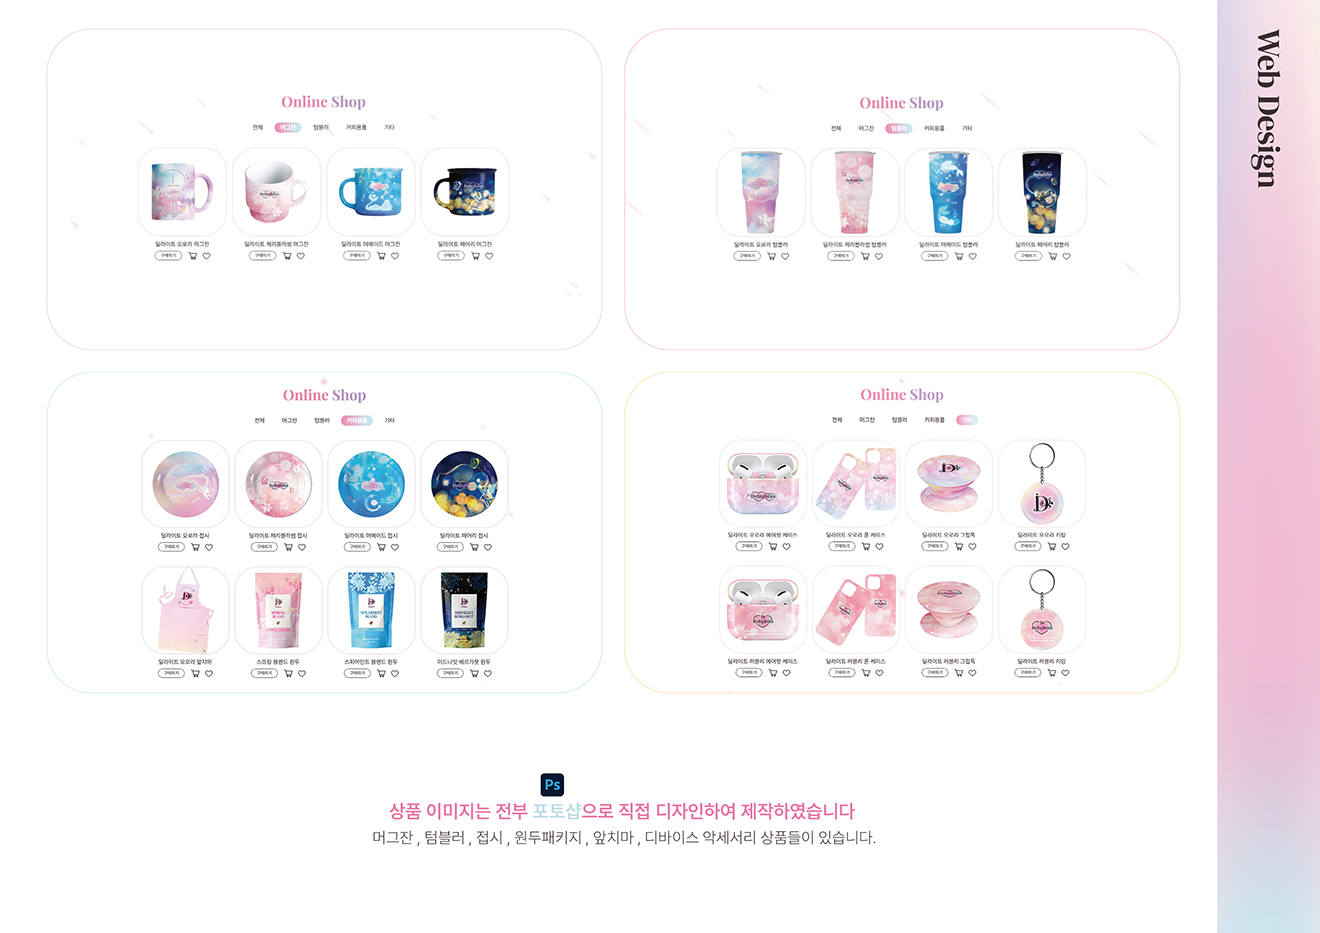 Web Design
Online Shop
전체 머그잔 텀블러 커피용품 기타
딜라이트 오로라 머그잔 딜라이트 체리블라썸 머그잔 딜라이트 머메이드 머그잔 딜라이트 페어리 머그잔
구매하기 구매하기 구매하기 구매하기
Online Shop
전체 머그잔 텀블러 커피용품 기타
딜라이트 오로라 텀블러 딜라이트 체리블라썸 텀블러 딜라이트 머메이드 텀블러 딜라이트 페어리 텀블러
구매하기 구매하기 구매하기 구매하기
Online Shop
전체 머그잔 텀블러 커피용품 기타
딜라이트 오로라 접시 딜라이트 체리블라썸 접시 딜라이트 머메이드 접시 딜라이트 페어리 접시
구매하기 구매하기 구매하기 구매하기
SPRING BLEND
SPEARMINT BLEND
MIDNIGHT BERGAMOT
딜라이트 오로라 앞치마 스프링 블렌드 원두 스피어민트 블렌드 원두 미드나잇 베르가못 원두
구매하기 구매하기 구매하기 구매하기
Online Shop
전체 머그잔 텀블러 커피용품 기타
딜라이트 오로라 에어팟 케이스 딜라이트 오로라 폰 케이스 딜라이트 오로라 그립톡 딜라이트 오로라 키링
구매하기 구매하기 구매하기 구매하기
딜라이트 러블리 에어팟 케이스 딜라이트 러블리 폰 케이스 딜라이트 러블리 그립톡 딜라이트 러블리 키링
구매하기 구매하기 구매하기 구매하기
Ps
상품 이미지는 전부 포토샵으로 직접 디자인하여 제작하였습니다
머그잔 , 텀블러 , 접시 , 원두패키지 , 앞치마 , 디바이스 악세서리 상품들이 있습니다.